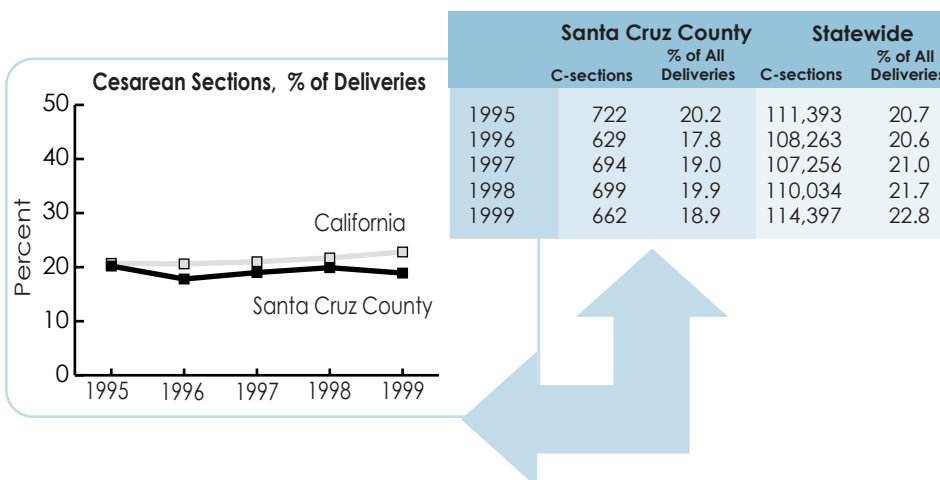 Cesarean Sections, % of Deliveries
50
40
30
20
10
0
Percent
California
Santa Cruz County
1995 1996 1997 1998 1999
Santa Cruz County Statewide
% of All % of All
C-sections Deliveries C-sections Deliveries
1995 722 20.2 111,393 20.7
1996 629 17.8 108,263 20.6
1997 694 19.0 107,256 21.0
1998 699 19.9 110,034 21.7
1999 662 18.9 114,397 22.8